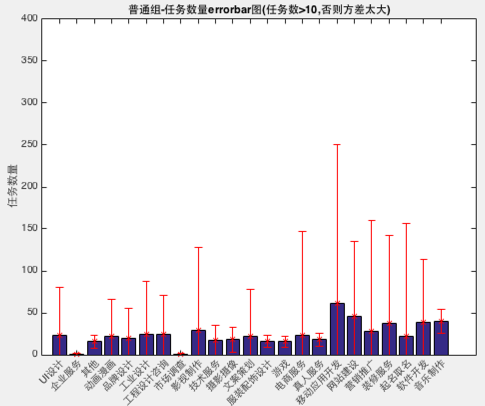 普通组-任务数量errorbar图(任务数>10,否则方差太大)
400
350
300
250
200
150
100
50
0
任务数量
UI设计
企业服务
其他
动画漫画
品牌设计
工业设计
工程设计咨询
市场调查
影视制作
技术服务
摄影摄像
文案策划
服装配饰设计
游戏
电商服务
真人服务
移动应用开发
网站建设
营销推广
装修服务
起名取名
软件开发
音乐制作